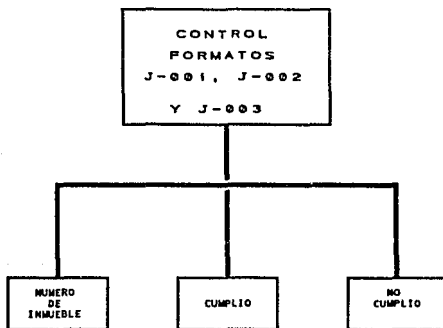 CONTROL
FORMATOS
J-001, J-002
Y J-003
NUMERO
DE
INMUEBLE
CUMPLIO
NO
CUMPLIO